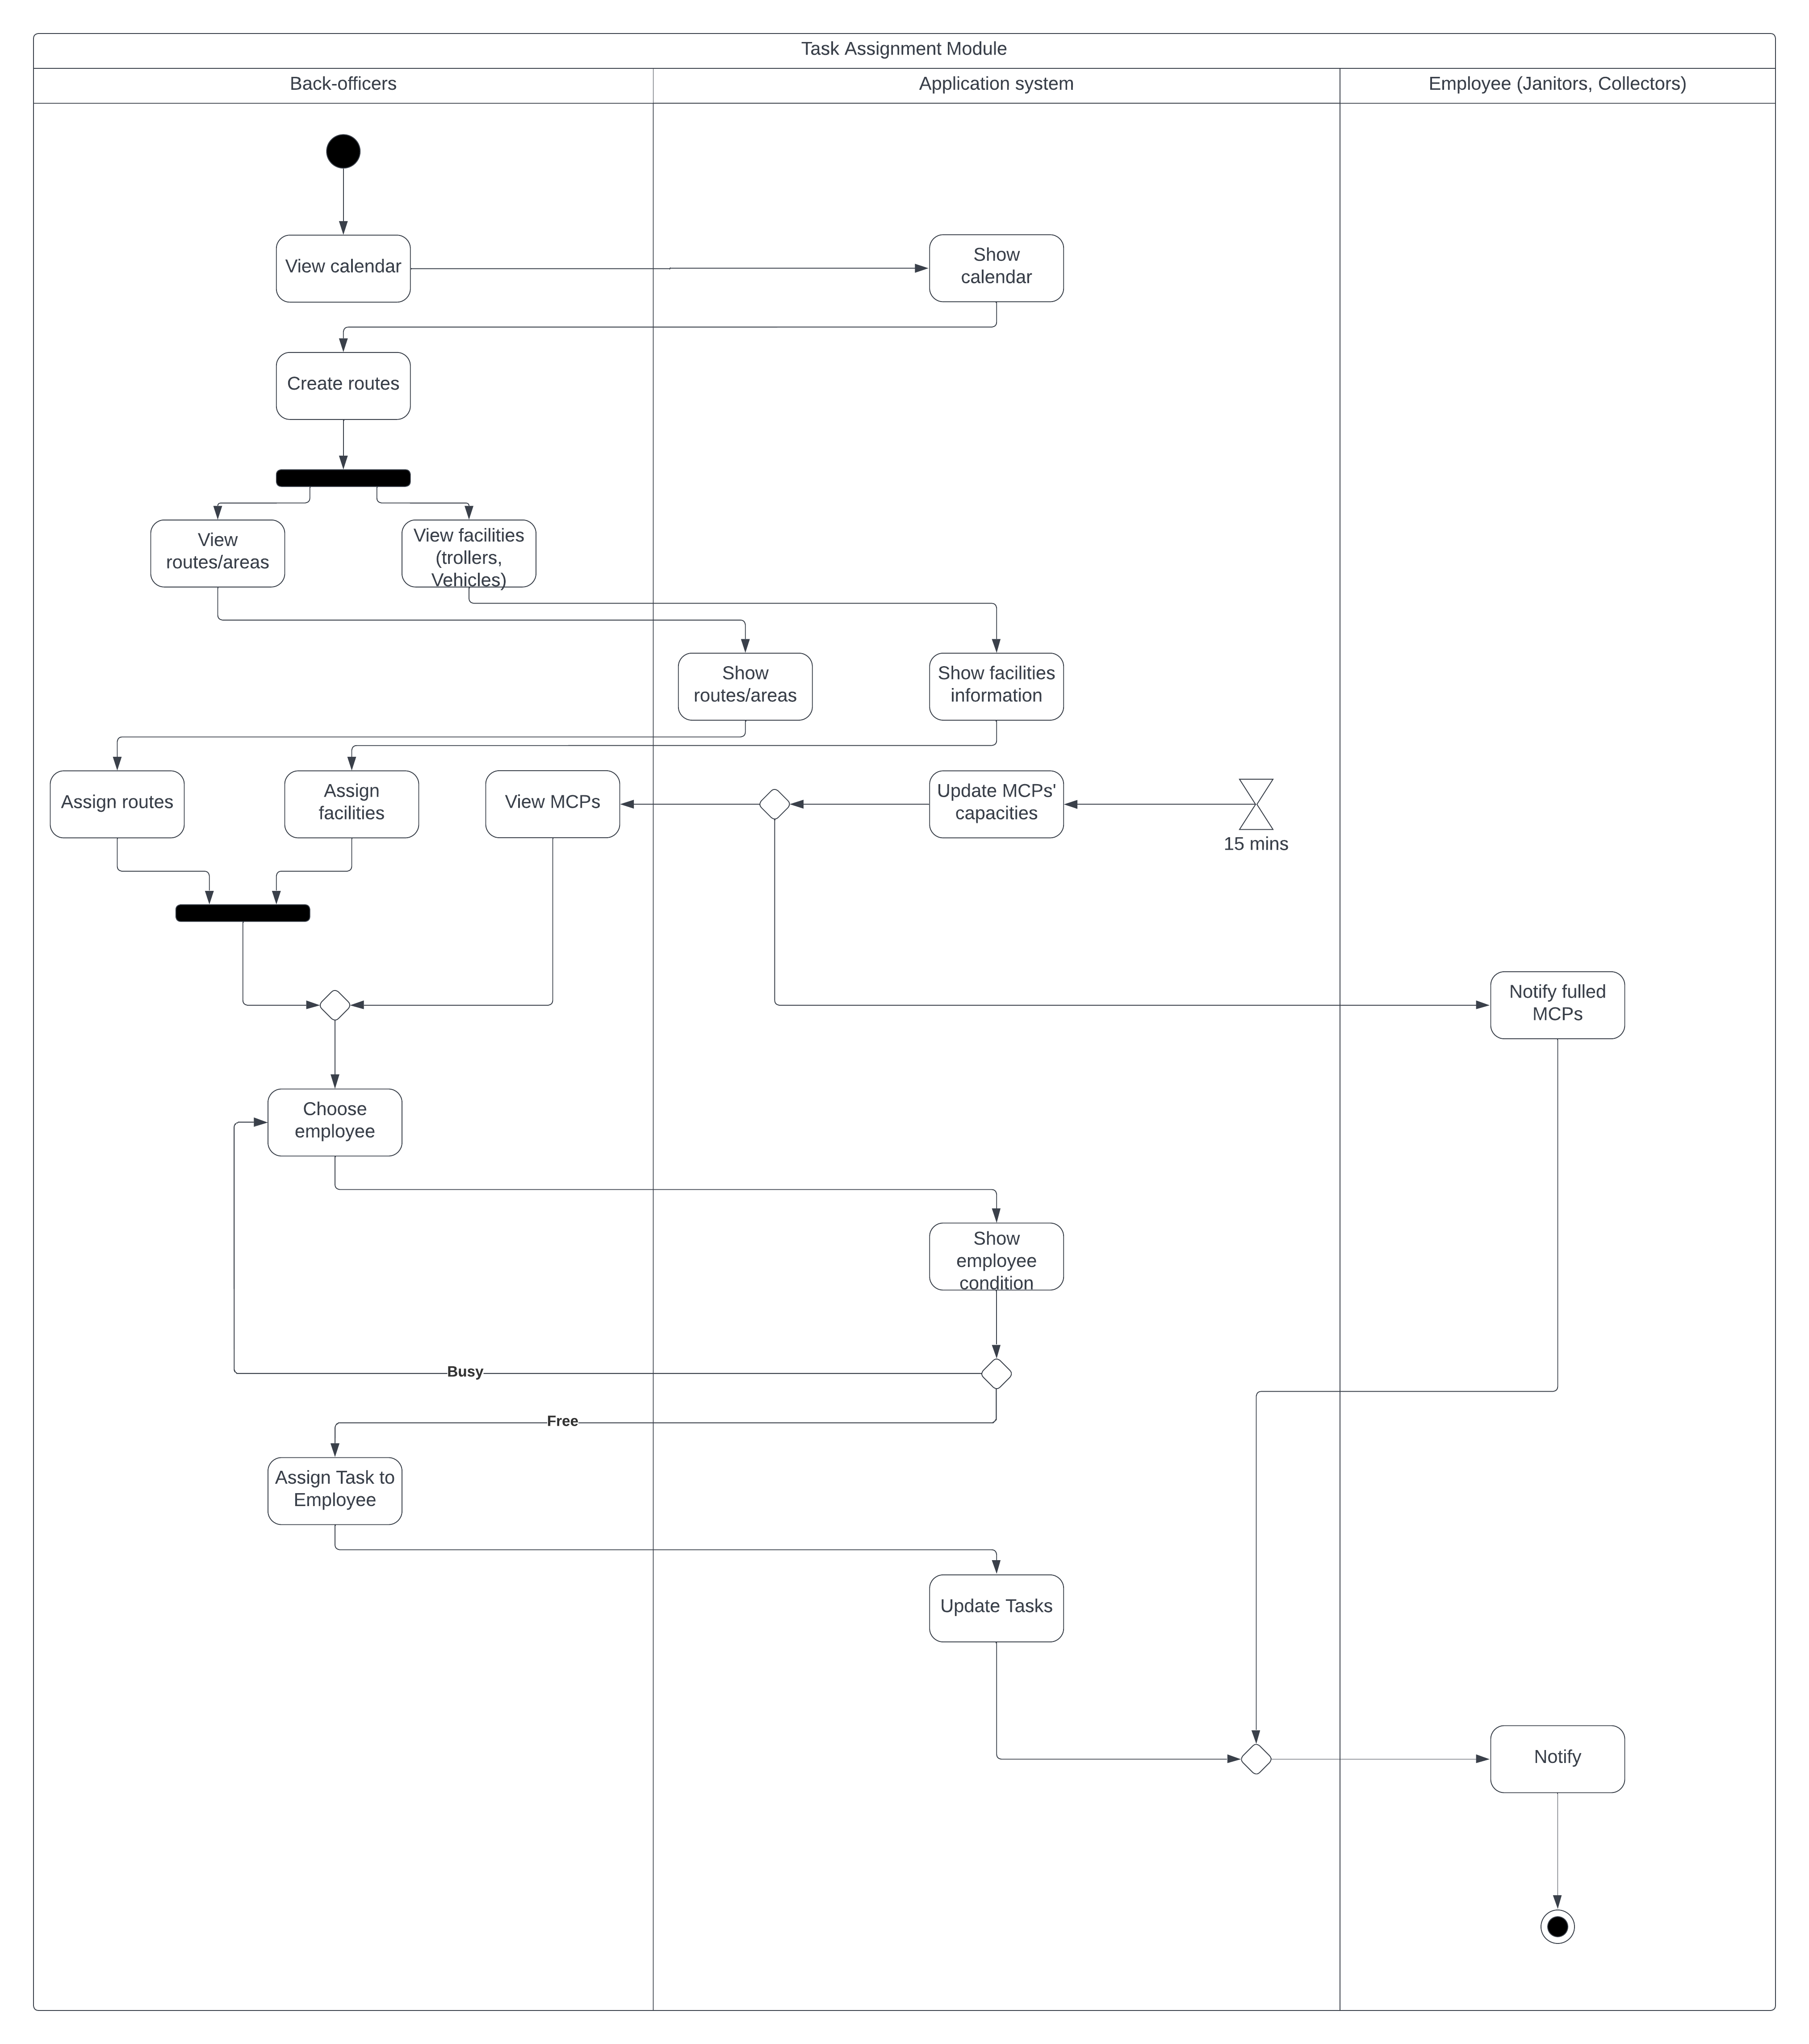 Task Assignment Module
Back-officers
Application system
Employee (Janitors, Collectors)
View calendar
Show
calendar
Create routes
View
routes/areas
View facilities
(trollers,
Vehicles)
Show
routes/areas
Show facilities
information
Assign routes
Assign
facilities
View MCPs
Update MCPs'
capacities
15 mins
Notify fulled
MCPs
Choose
employee
Show
employee
condition
Busy
Free
Assign Task to
Employee
Update Tasks
Notify